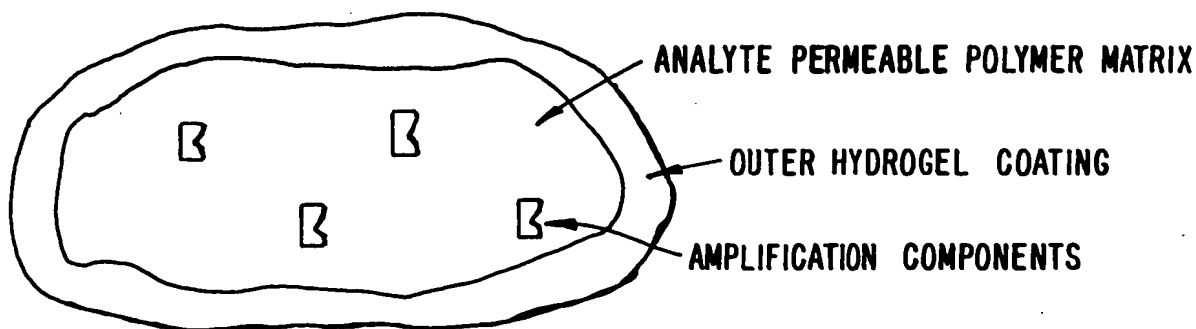 ANALYTE PERMEABLE POLYMER MATRIX
OUTER HYDROGEL COATING
AMPLIFICATION COMPONENTS